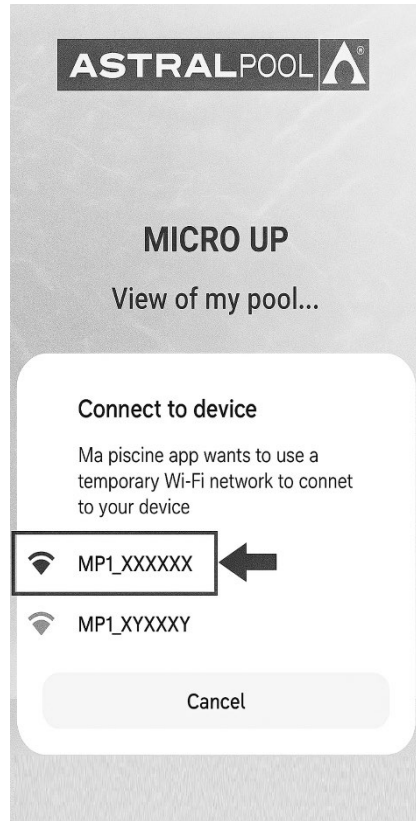 ASTRALPOOL
MICRO UP
View of my pool...
Connect to device
Ma piscine app wants to use a
temporary Wi-Fi network to connet
to your device
MP1_XXXXXX
MP1_XYXXXY
Cancel